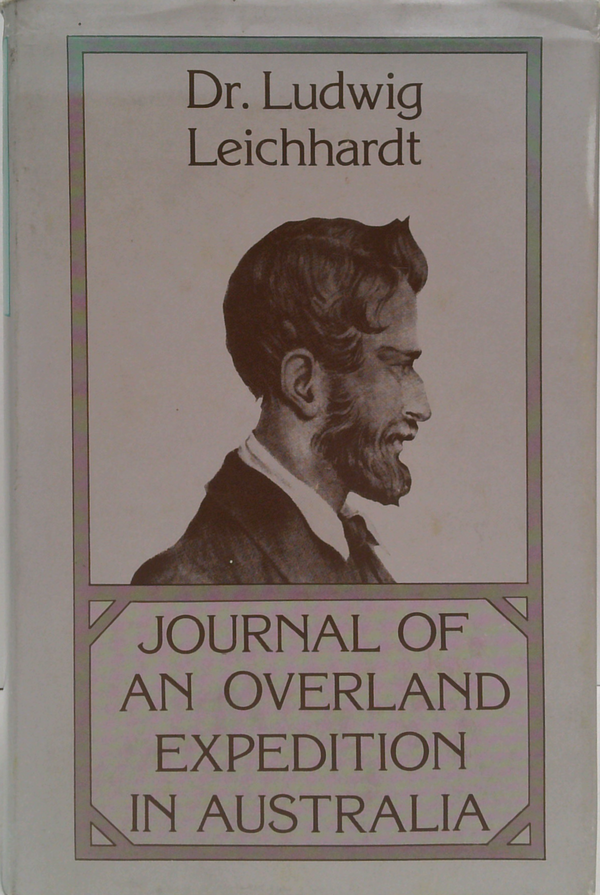 Dr. Ludwig
Leichhardt
JOURNAL OF
AN OVERLAND
EXPEDITION
IN AUSTRALIA